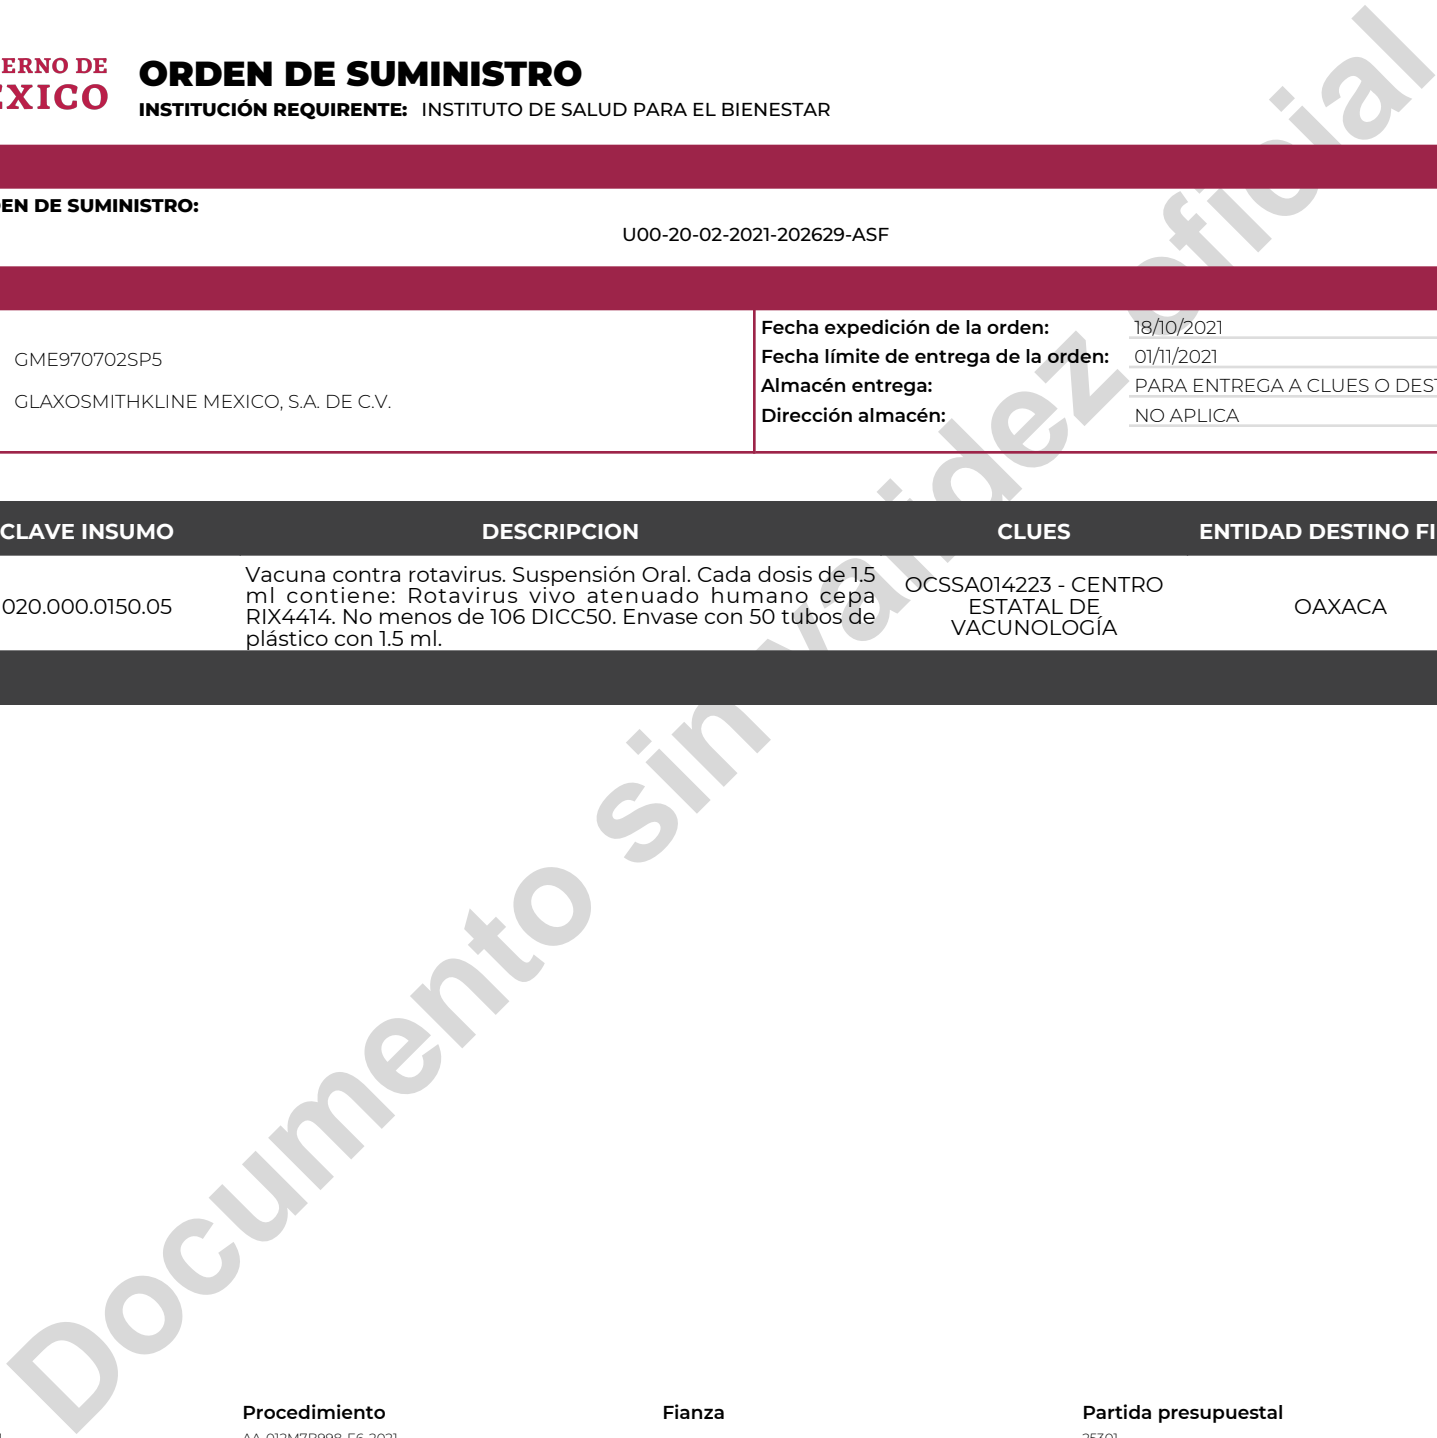 ERNO DE
EXICO
ORDEN DE SUMINISTRO
INSTITUCIÓN REQUIRENTE: INSTITUTO DE SALUD PARA EL BIENESTAR
EN DE SUMINISTRO:
U00-20-02-2021-202629-ASF
GME970702SP5
GLAXOSMITHKLINE MEXICO, S.A. DE C.V.
Fecha expedición de la orden: 18/10/2021
Fecha límite de entrega de la orden: 01/11/2021
Almacén entrega: PARA ENTREGA A CLUES O DEST
Dirección almacén: NO APLICA
CLAVE INSUMO DESCRIPCION CLUES ENTIDAD DESTINO FI
020.000.0150.05
Vacuna contra rotavirus. Suspensión Oral. Cada dosis de 1.5
ml contiene: Rotavirus vivo atenuado humano cepa
RIX4414. No menos de 106 DICC50. Envase con 50 tubos de
plástico con 1.5 ml.
OCSSA014223 - CENTRO
ESTATAL DE
VACUNOLOGÍA
OAXACA
Documento sin validez oficial
Procedimiento Fianza Partida presupuestal